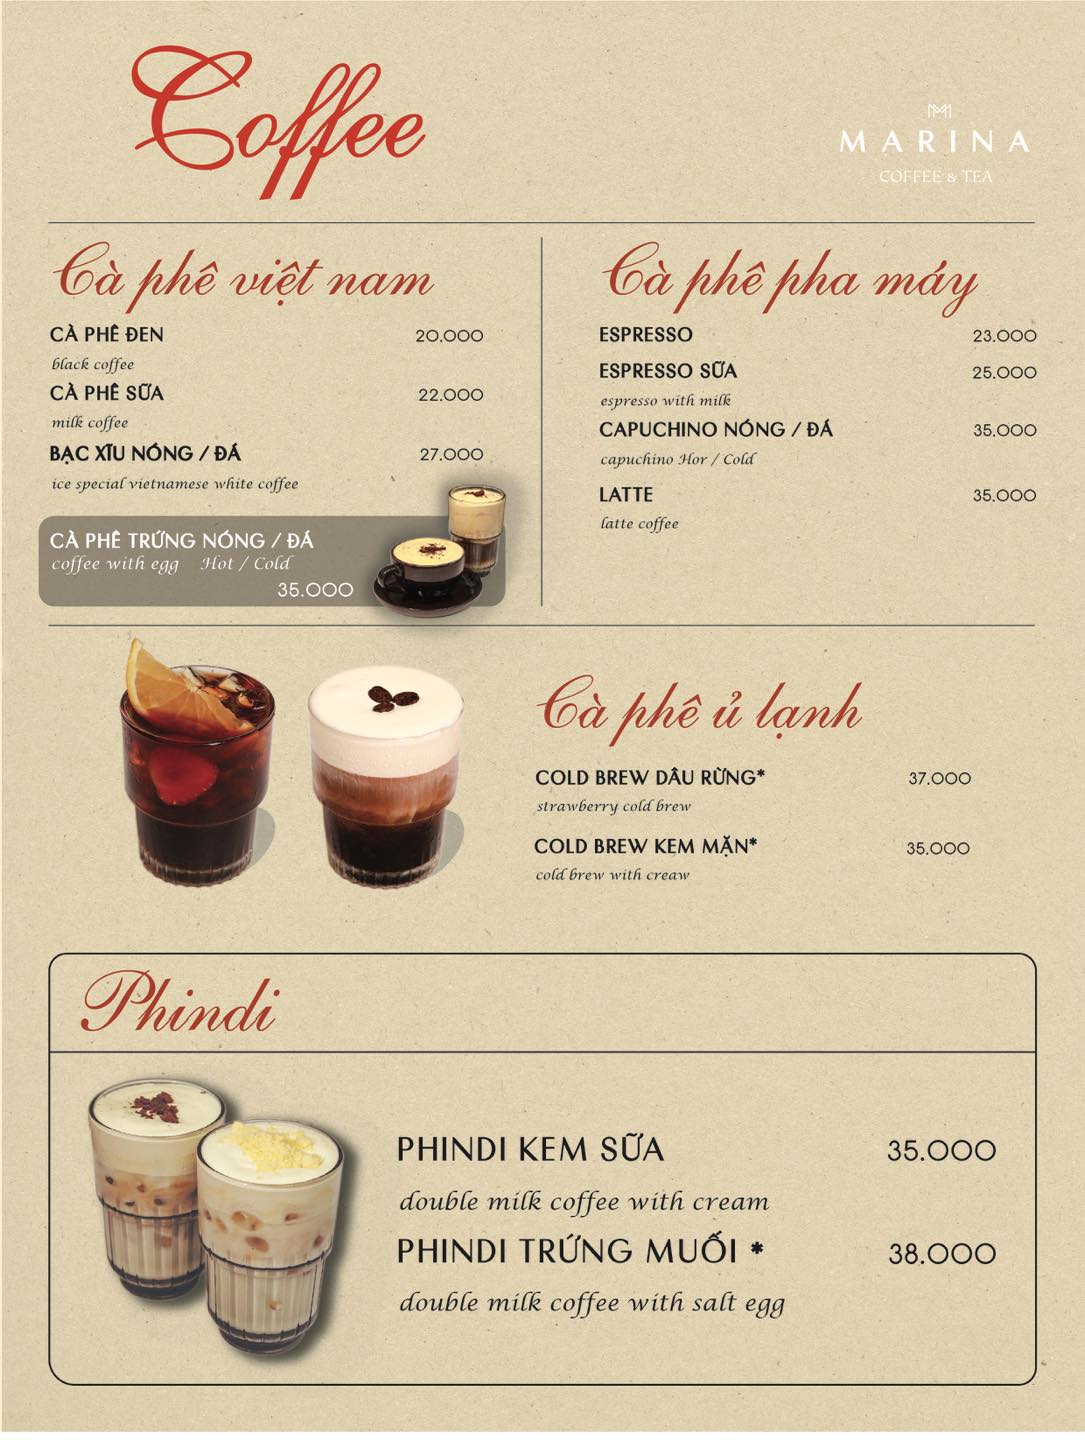 Coffee
MARINA
COFFEE & TEA
Cà phê việt nam
CÀ PHÊ ĐEN 20.000
black coffee
CÀ PHÊ SỮA 22.000
milk coffee
BẠC XĨU NÓNG / ĐÁ 27.000
ice special vietnamese white coffee
CÀ PHÊ TRỨNG NÓNG / ĐÁ
coffee with egg Hot / Cold
35.000
Cà phê pha máy
ESPRESSO 23.000
ESPRESSO SỮA 25.000
espresso with milk
CAPUCHINO NÓNG / ĐÁ 35.000
capuchino Hor / Cold
LATTE 35.000
latte coffee
Cà phê ủ lạnh
COLD BREW DÂU RỪNG* 37.000
strawberry cold brew
COLD BREW KEM MẶN* 35.000
cold brew with creaw
Phindi
PHINDI KEM SỮA 35.000
double milk coffee with cream
PHINDI TRỨNG MUỐI * 38.000
double milk coffee with salt egg